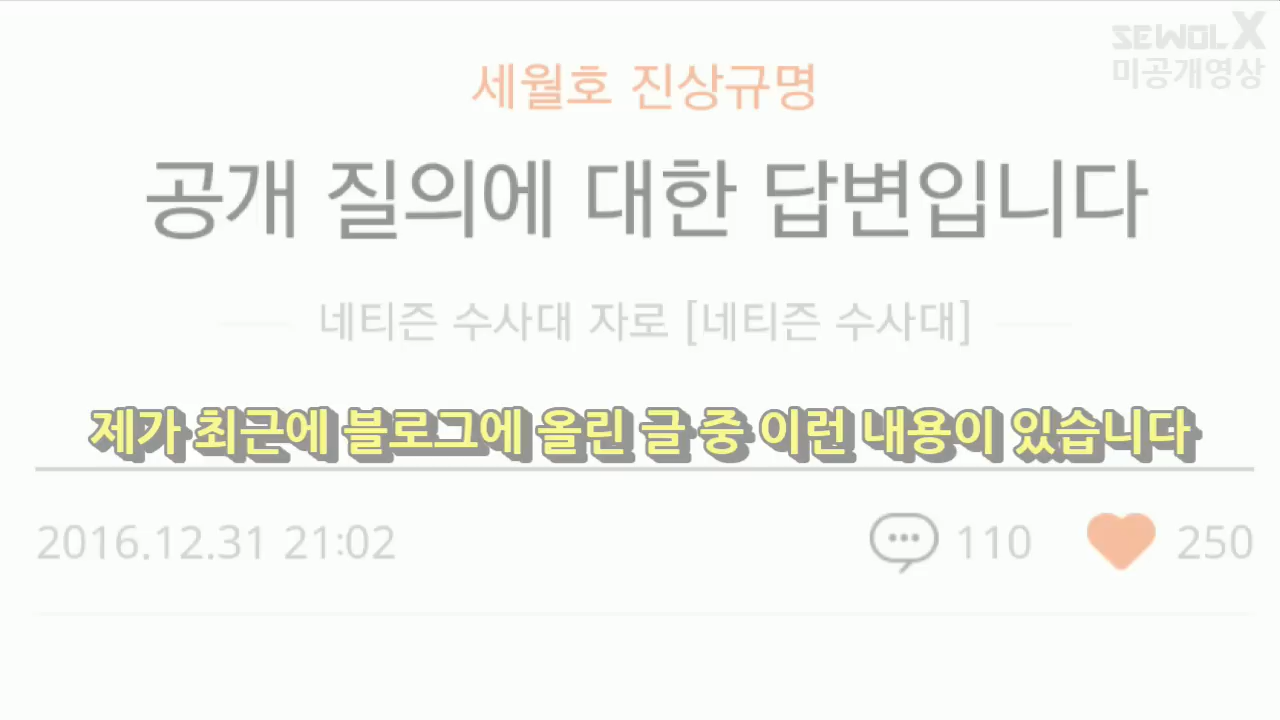 SEWOL X
미공개영상
세월호 진상규명
공개 질의에 대한 답변입니다
네티즌 수사대 자로 [네티즌 수사대]
제가 최근에 블로그에 올린 글 중 이런 내용이 있습니다
2016.12.31 21:02 110 250